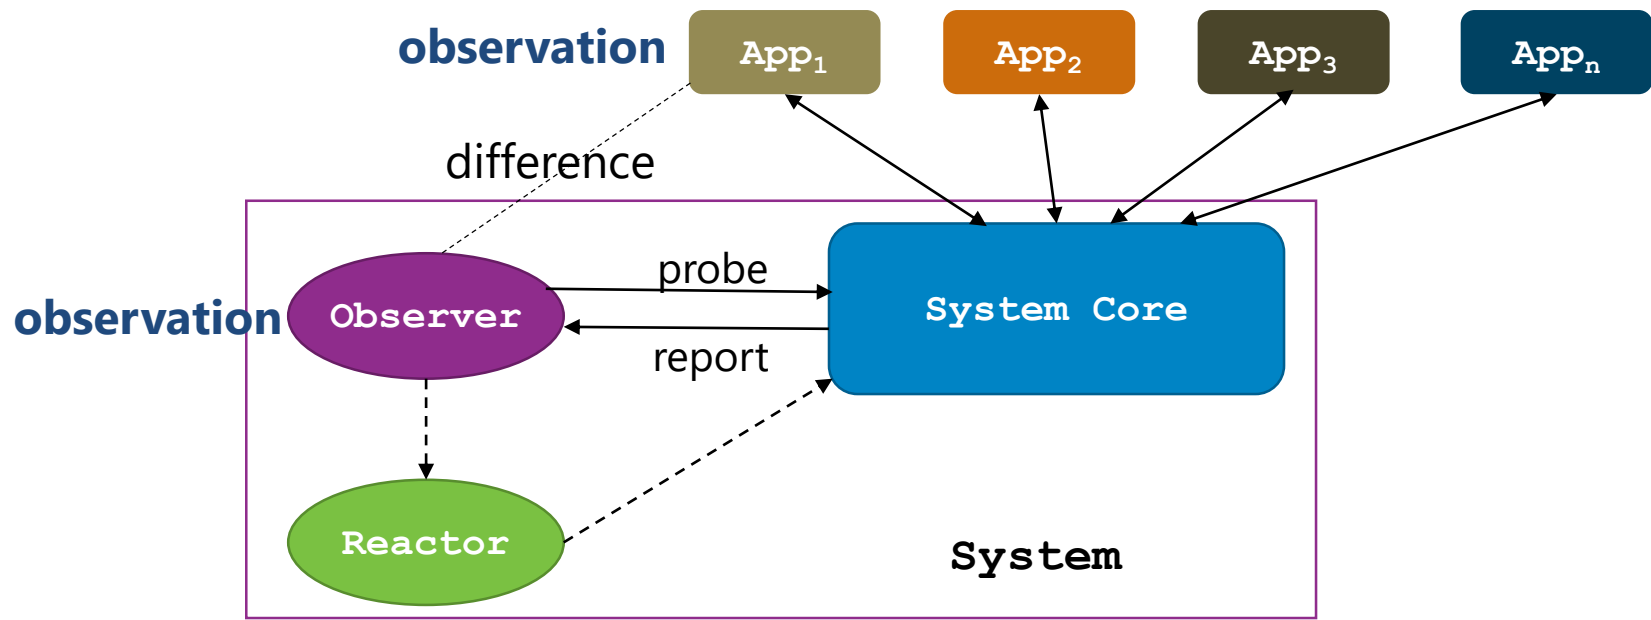 observation
App₁
App₂
App₃
Appₙ
difference
probe
System Core
observation
Observer
report
Reactor
System